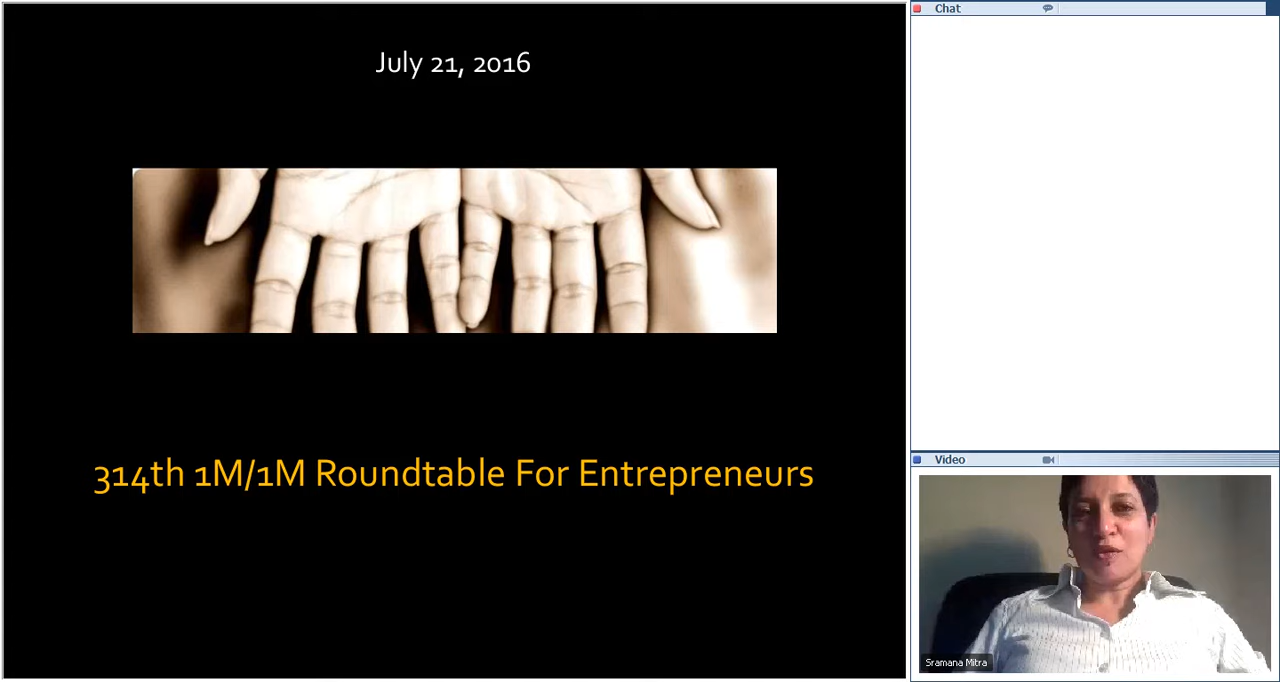 July 21, 2016
314th 1M/1M Roundtable For Entrepreneurs
Chat
Video
Sramana Mitra